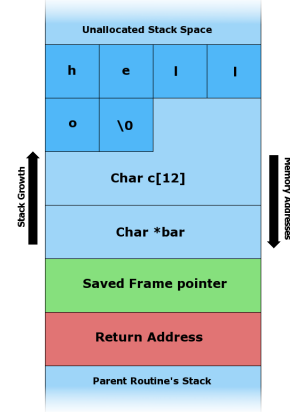 Unallocated Stack Space
h e l l
o \0
Char c[12]
Char *bar
Saved Frame pointer
Return Address
Parent Routine's Stack
Stack Growth
Memory Addresses